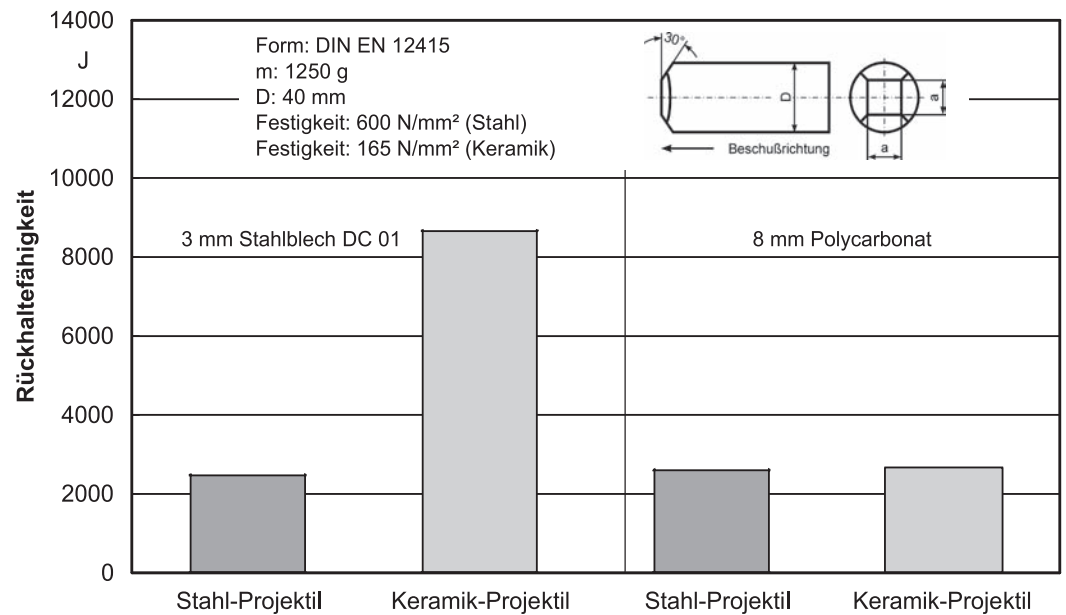 14000
J
12000
10000
8000
6000
4000
2000
0
Rückhaltefähigkeit
Form: DIN EN 12415
m: 1250 g
D: 40 mm
Festigkeit: 600 N/mm² (Stahl)
Festigkeit: 165 N/mm² (Keramik)
30°
D
a
a
Beschußrichtung
3 mm Stahlblech DC 01
8 mm Polycarbonat
Stahl-Projektil
Keramik-Projektil
Stahl-Projektil
Keramik-Projektil